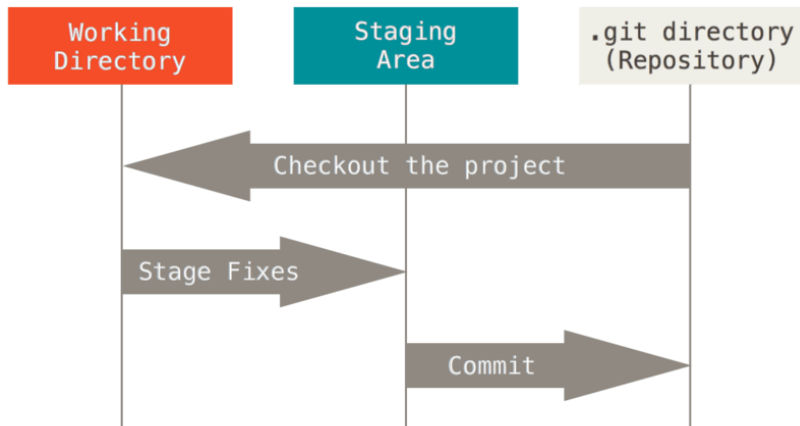 Working
Directory
Staging
Area
.git directory
(Repository)
Checkout the project
Stage Fixes
Commit